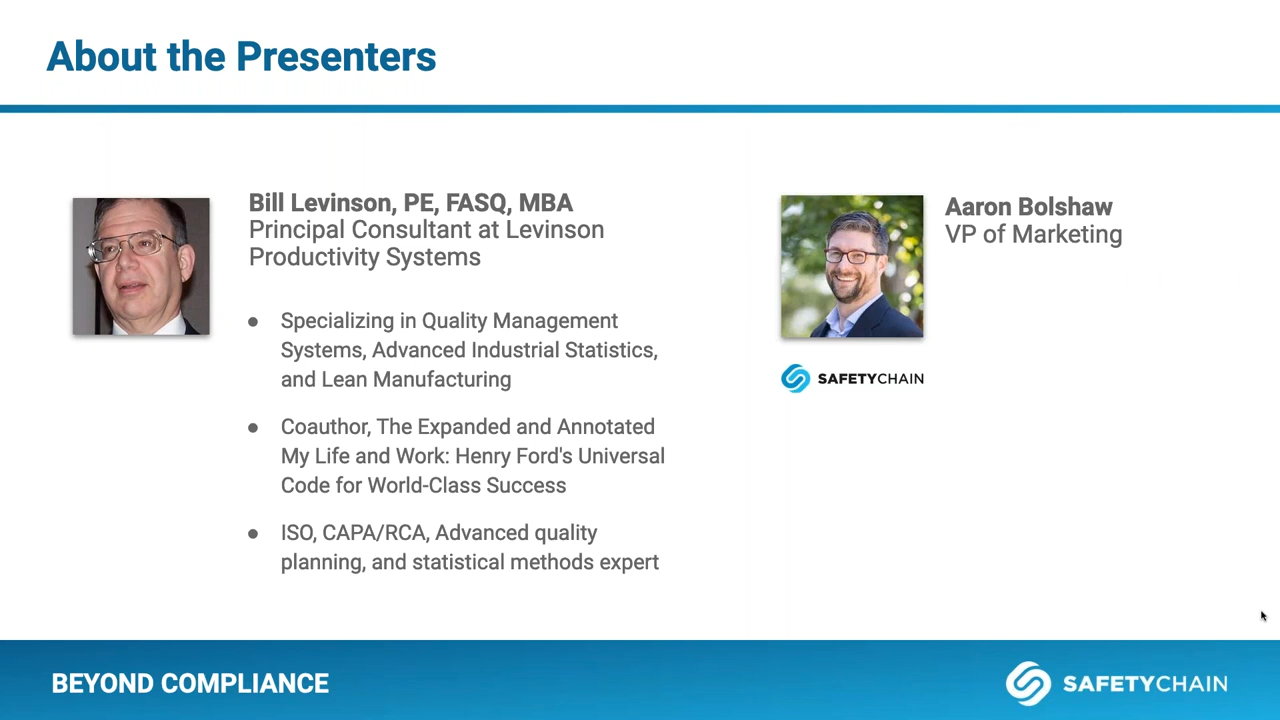 About the Presenters
Bill Levinson, PE, FASQ, MBA
Principal Consultant at Levinson
Productivity Systems
● Specializing in Quality Management
Systems, Advanced Industrial Statistics,
and Lean Manufacturing
● Coauthor, The Expanded and Annotated
My Life and Work: Henry Ford's Universal
Code for World-Class Success
● ISO, CAPA/RCA, Advanced quality
planning, and statistical methods expert
Aaron Bolshaw
VP of Marketing
SAFETYCHAIN
BEYOND COMPLIANCE
SAFETYCHAIN